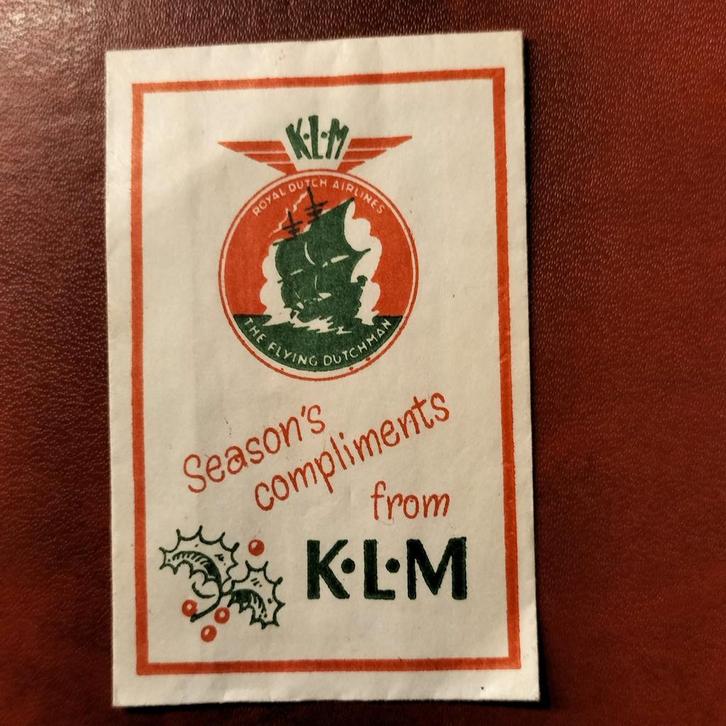 K·L·M
ROYAL DUTCH AIRLINES
THE FLYING DUTCHMAN
Season's
compliments
from
K·L·M